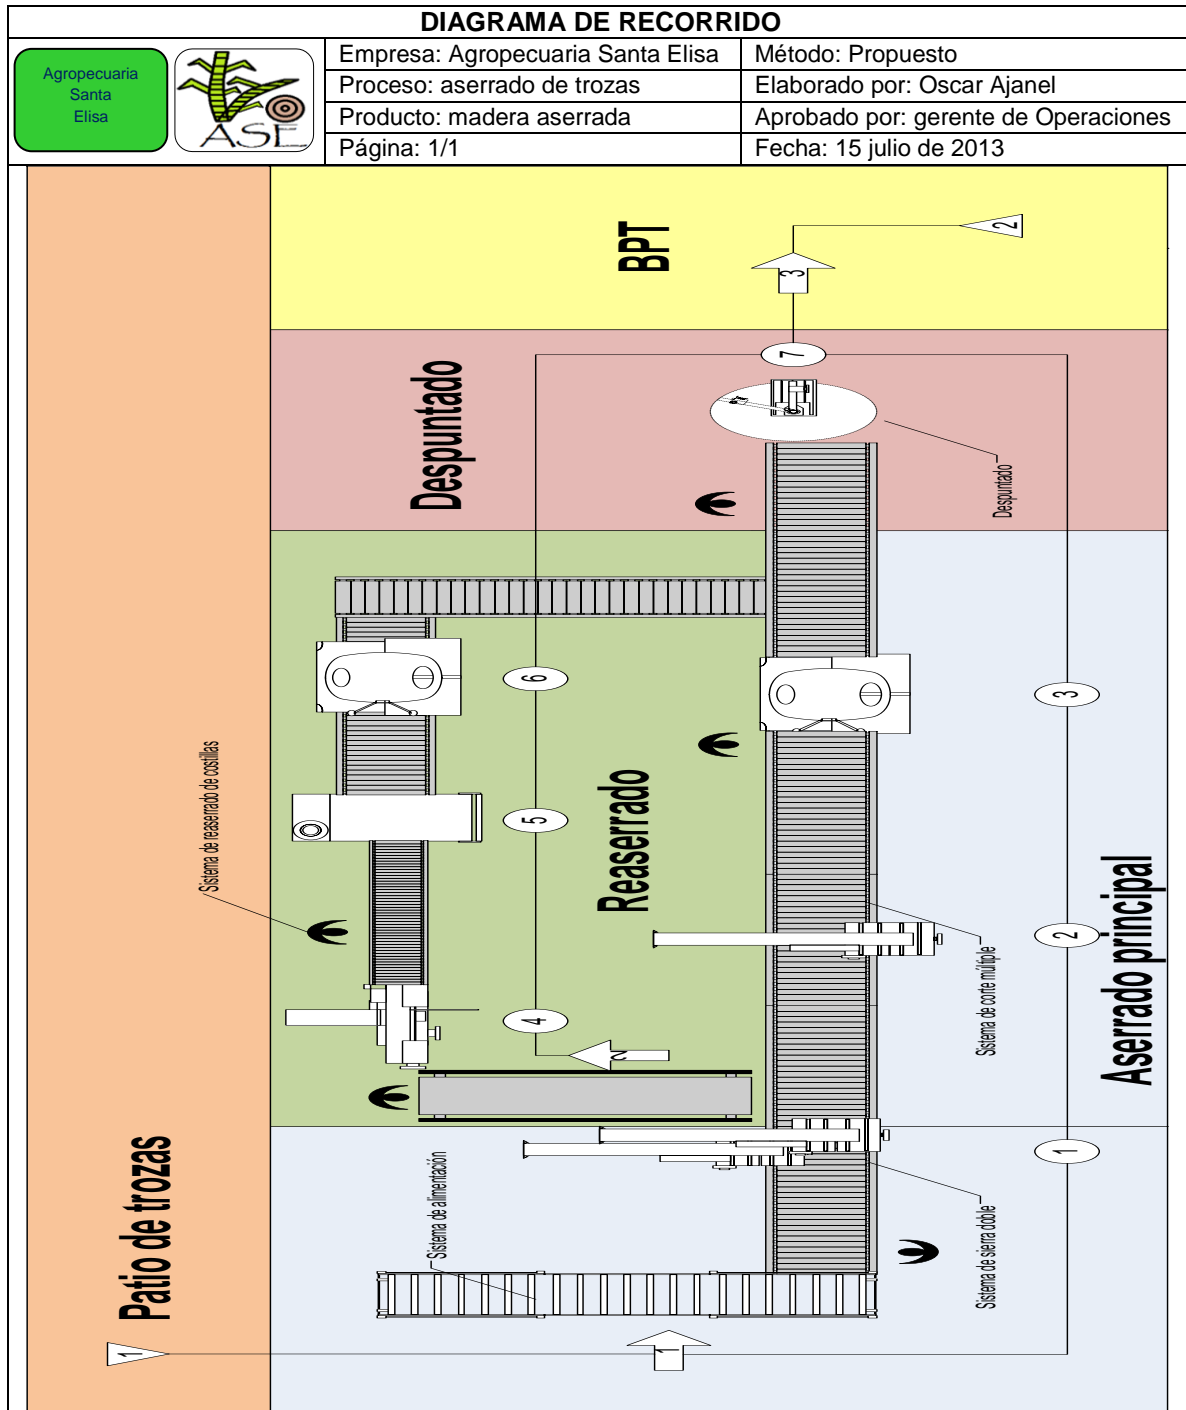 DIAGRAMA DE RECORRIDO
Agropecuaria
Santa
Elisa
ASE
Empresa: Agropecuaria Santa Elisa
Método: Propuesto
Proceso: aserrado de trozas
Elaborado por: Oscar Ajanel
Producto: madera aserrada
Aprobado por: gerente de Operaciones
Página: 1/1
Fecha: 15 julio de 2013
BPT
2
3
7
Despuntado
Despuntado
6
3
Sistema de reaserrado de costillas
Reaserrado
5
2
Sistema de corte múltiple
Aserrado principal
4
2
1
Patio de trozas
Sistema de alimentación
Sistema de sierra doble
1
1